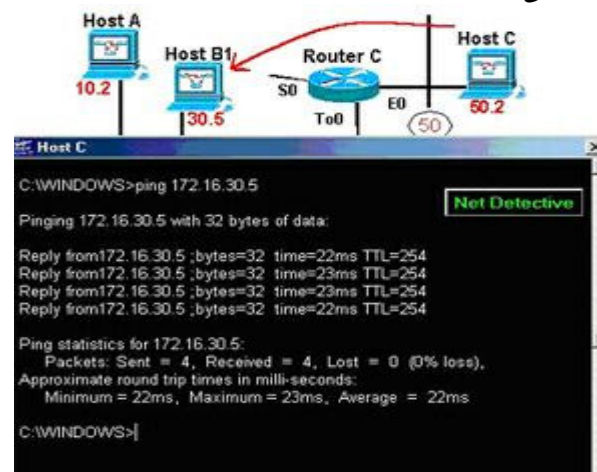 Host A
Host B1
Router C
Host C
10.2
30.5
S0
To0
E0
50
50.2
Host C
C:\WINDOWS>ping 172.16.30.5
Net Detective
Pinging 172.16.30.5 with 32 bytes of data:
Reply from172.16.30.5 ;bytes=32 time=22ms TTL=254
Reply from172.16.30.5 ;bytes=32 time=23ms TTL=254
Reply from172.16.30.5 ;bytes=32 time=23ms TTL=254
Reply from172.16.30.5 ;bytes=32 time=22ms TTL=254
Ping statistics for 172.16.30.5:
Packets: Sent = 4, Received = 4, Lost = 0 (0% loss),
Approximate round trip times in milli-seconds:
Minimum = 22ms, Maximum = 23ms, Average = 22ms
C:\WINDOWS>